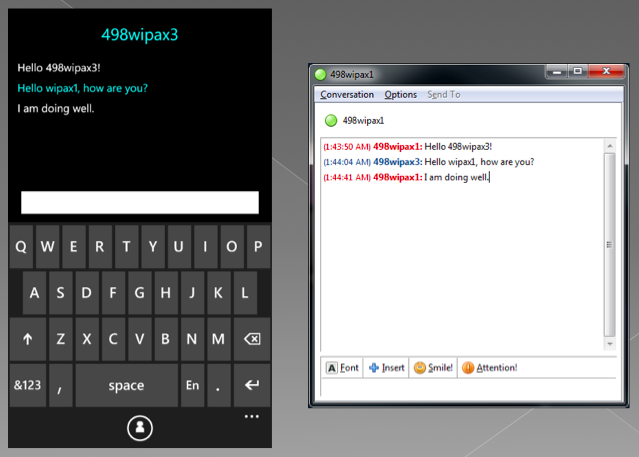 498wipax3
Hello 498wipax3!
Hello wipax1, how are you?
I am doing well.
Q W E R T Y U I O P
A S D F G H J K L
Z X C V B N M
&123 , space En .
498wipax1
Conversation Options Send To
498wipax1
(1:43:50 AM) 498wipax1: Hello 498wipax3!
(1:44:04 AM) 498wipax3: Hello wipax1, how are you?
(1:44:41 AM) 498wipax1: I am doing well.
A Font Insert Smile! Attention!